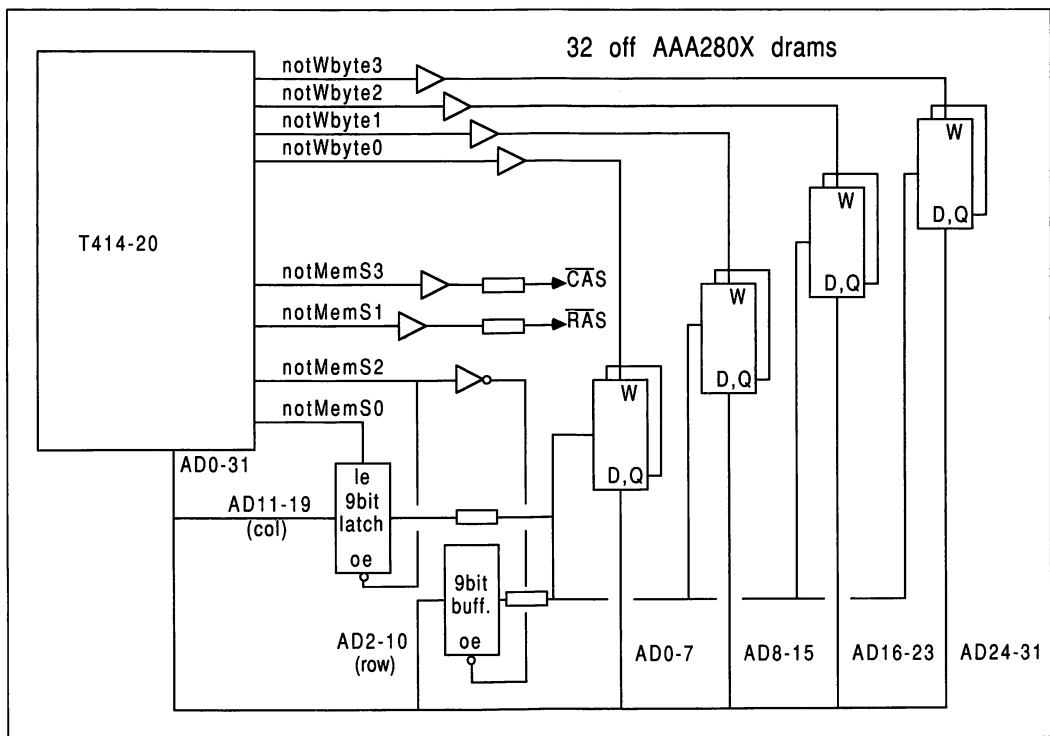 32 off AAA280X drams
notWbyte3
notWbyte2
notWbyte1
notWbyte0
T414-20
notMemS3
CAS
notMemS1
RAS
notMemS2
notMemS0
AD0-31
AD11-19
(col)
le
9bit
latch
oe
9bit
buff.
oe
AD2-10
(row)
W
D,Q
W
D,Q
W
D,Q
W
D,Q
AD0-7
AD8-15
AD16-23
AD24-31